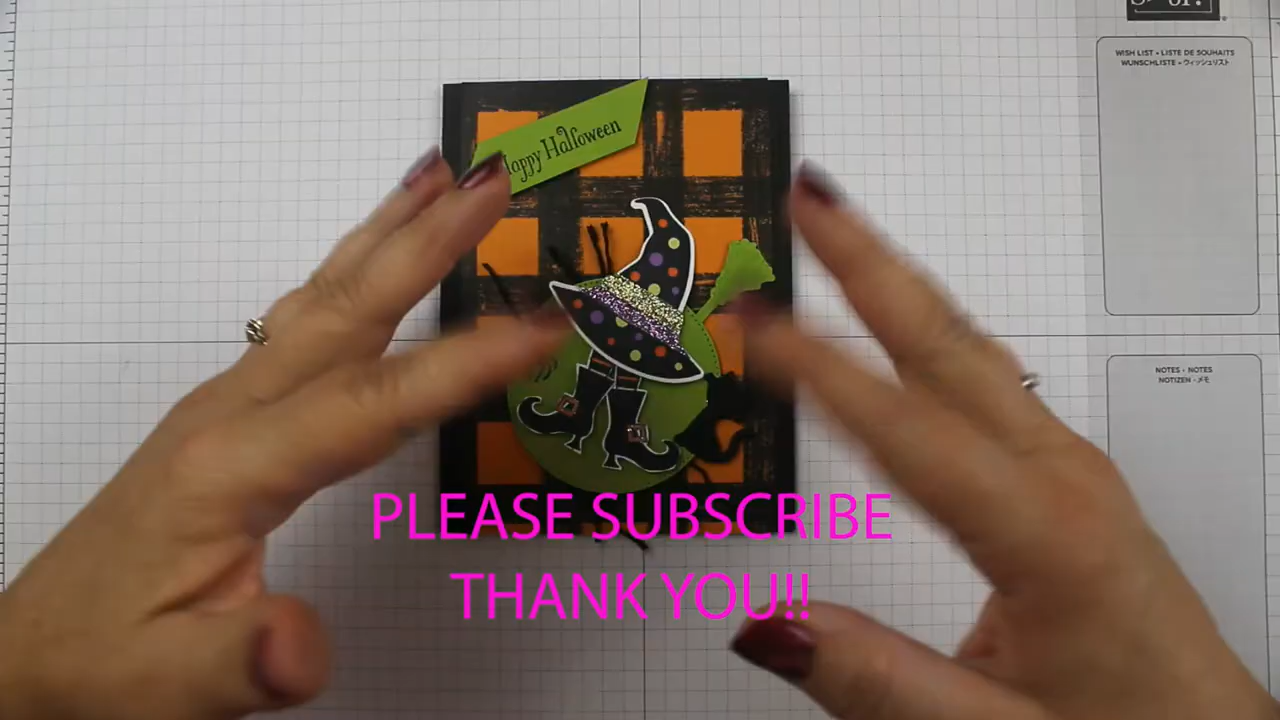 WISH LIST • LISTE DE SOUHAITS
WUNSCHLISTE • ウィッシュリスト
Happy Halloween
NOTES • NOTES
NOTIZEN • メモ
PLEASE SUBSCRIBE
THANK YOU!!